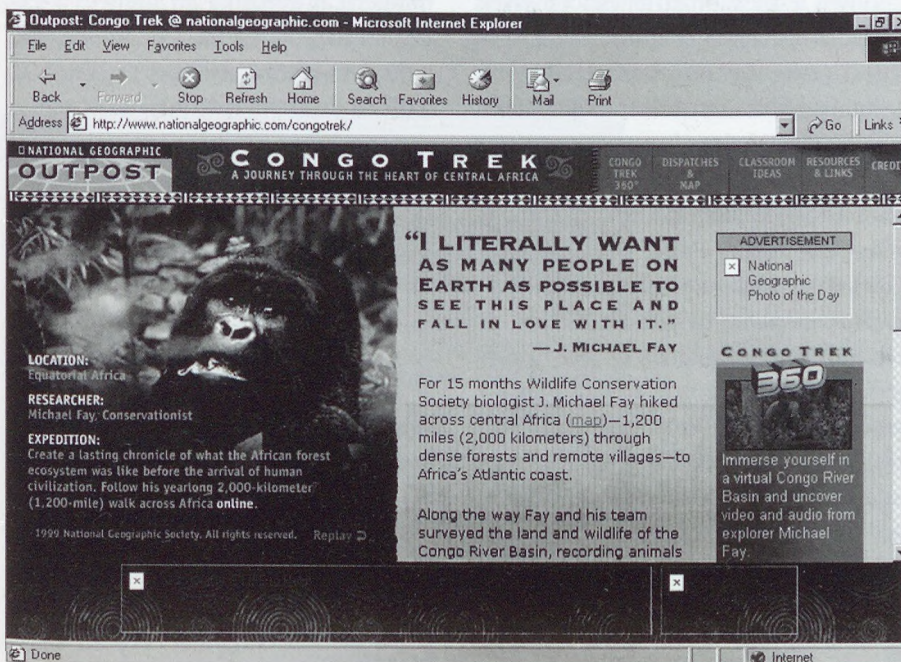 Outpost: Congo Trek @ nationalgeographic.com - Microsoft Internet Explorer
File Edit View Favorites Tools Help
Back Forward Stop Refresh Home Search Favorites History Mail Print
Address http://www.nationalgeographic.com/congotrek/ Go Links
NATIONAL GEOGRAPHIC
OUTPOST
CONGO TREK
A JOURNEY THROUGH THE HEART OF CENTRAL AFRICA
CONGO
TREK
360°
DISPATCHES
&
MAP
CLASSROOM
IDEAS
RESOURCES
& LINKS
CREDI
LOCATION:
Equatorial Africa
RESEARCHER:
Michael Fay, Conservationist
EXPEDITION:
Create a lasting chronicle of what the African forest
ecosystem was like before the arrival of human
civilization. Follow his yearlong 2,000-kilometer
(1,200-mile) walk across Africa online.
1999 National Geographic Society. All rights reserved. Replay
“I LITERALLY WANT
AS MANY PEOPLE ON
EARTH AS POSSIBLE TO
SEE THIS PLACE AND
FALL IN LOVE WITH IT.”
— J. MICHAEL FAY
For 15 months Wildlife Conservation
Society biologist J. Michael Fay hiked
across central Africa (map)—1,200
miles (2,000 kilometers) through
dense forests and remote villages—to
Africa's Atlantic coast.
Along the way Fay and his team
surveyed the land and wildlife of the
Congo River Basin, recording animals
ADVERTISEMENT
National
Geographic
Photo of the Day
CONGO TREK
360
Immerse yourself in
a virtual Congo River
Basin and uncover
video and audio from
explorer Michael
Fay.
Done
Internet